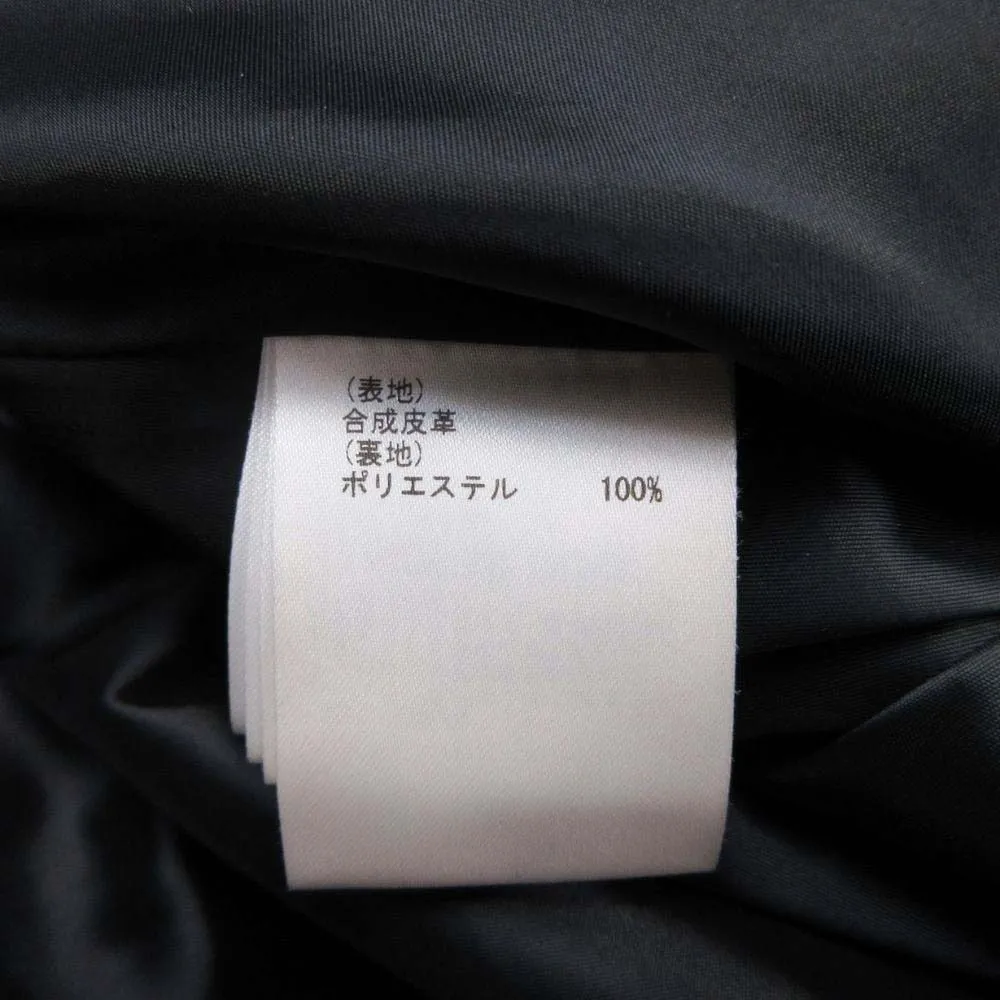 (表地)
合成皮革
(裏地)
ポリエステル 100%